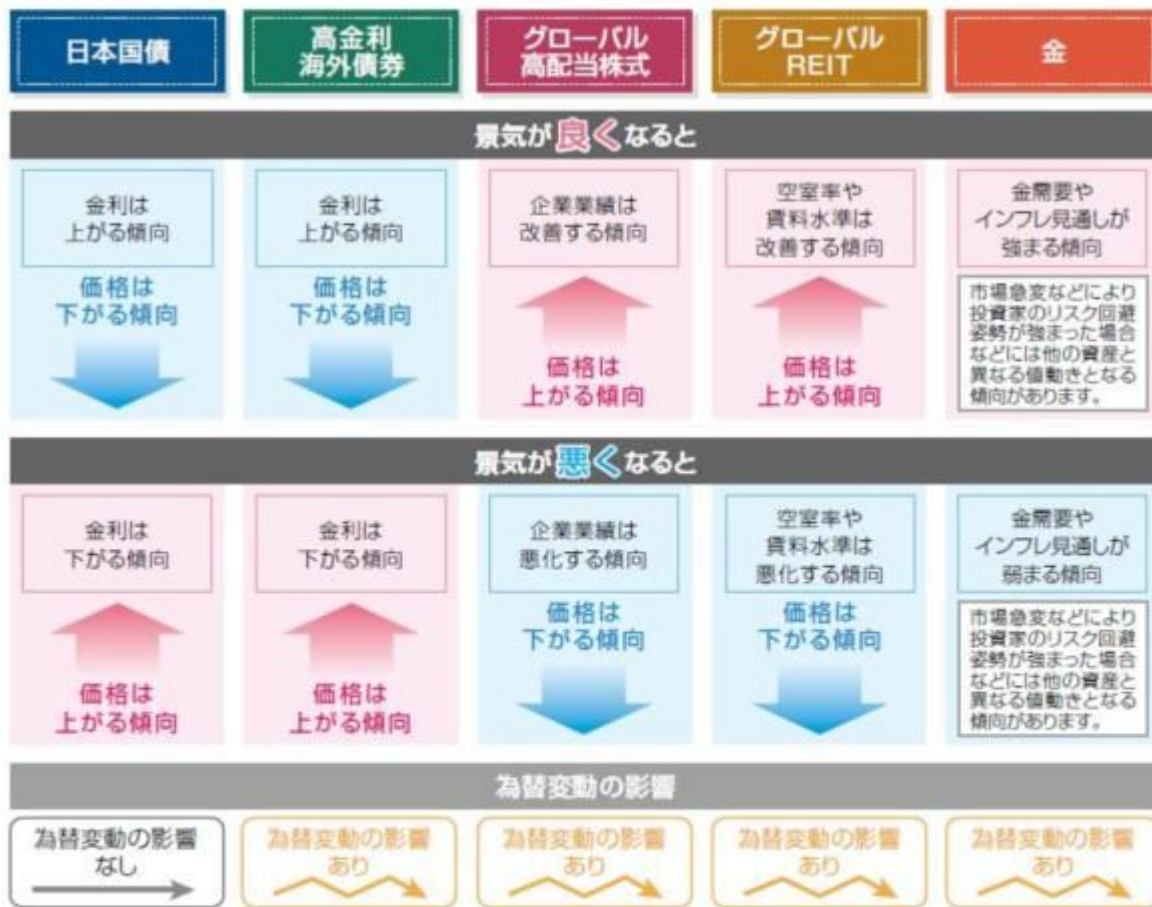 日本国債
高金利
海外債券
グローバル
高配当株式
グローバル
REIT
金
景気が良くなると
金利は
上がる傾向
価格は
下がる傾向
金利は
上がる傾向
価格は
下がる傾向
企業業績は
改善する傾向
価格は
上がる傾向
空室率や
賃料水準は
改善する傾向
価格は
上がる傾向
金需要や
インフレ見通しが
強まる傾向
市場急変などにより
投資家のリスク回避
姿勢が強まった場合
などには他の資産と
異なる値動きとなる
傾向があります。
景気が悪くなると
金利は
下がる傾向
価格は
上がる傾向
金利は
下がる傾向
価格は
上がる傾向
企業業績は
悪化する傾向
価格は
下がる傾向
空室率や
賃料水準は
悪化する傾向
価格は
下がる傾向
金需要や
インフレ見通しが
弱まる傾向
市場急変などにより
投資家のリスク回避
姿勢が強まった場合
などには他の資産と
異なる値動きとなる
傾向があります。
為替変動の影響
為替変動の影響
なし
為替変動の影響
あり
為替変動の影響
あり
為替変動の影響
あり
為替変動の影響
あり